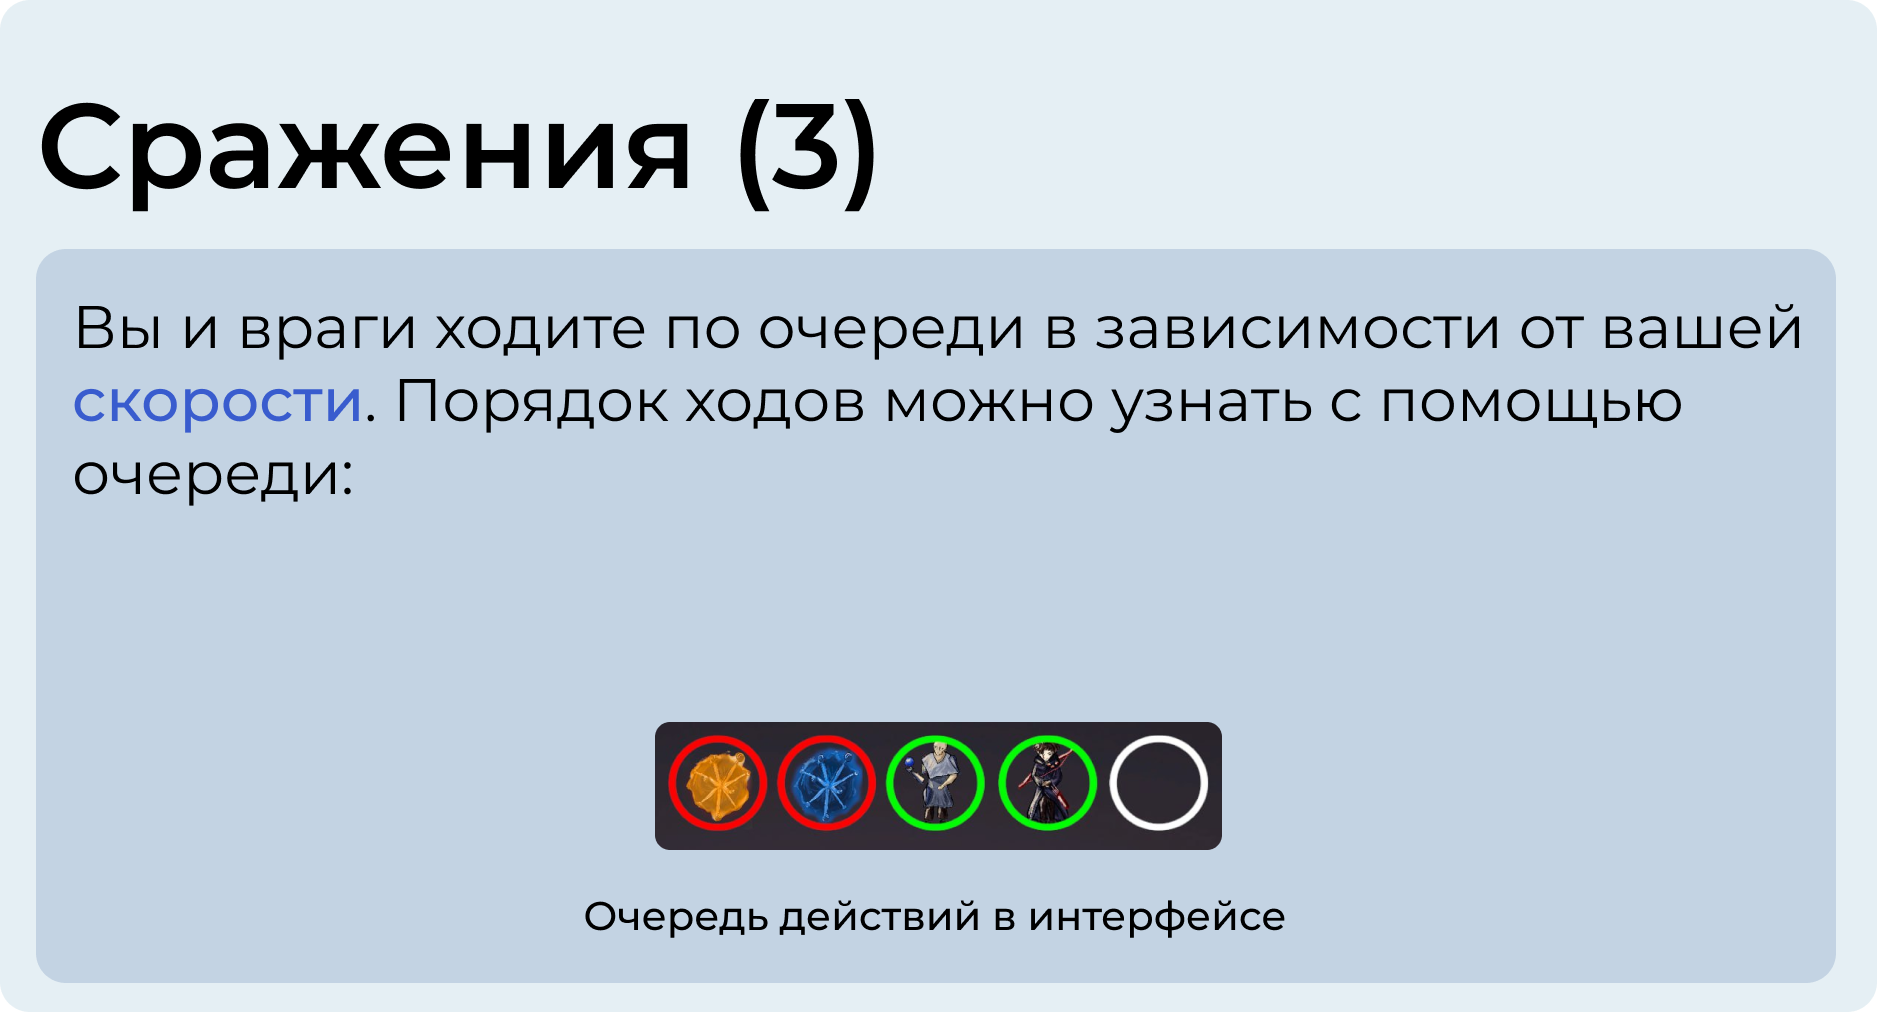 Сражения (3)
Вы и враги ходите по очереди в зависимости от вашей
скорости. Порядок ходов можно узнать с помощью
очереди:
Очередь действий в интерфейсе